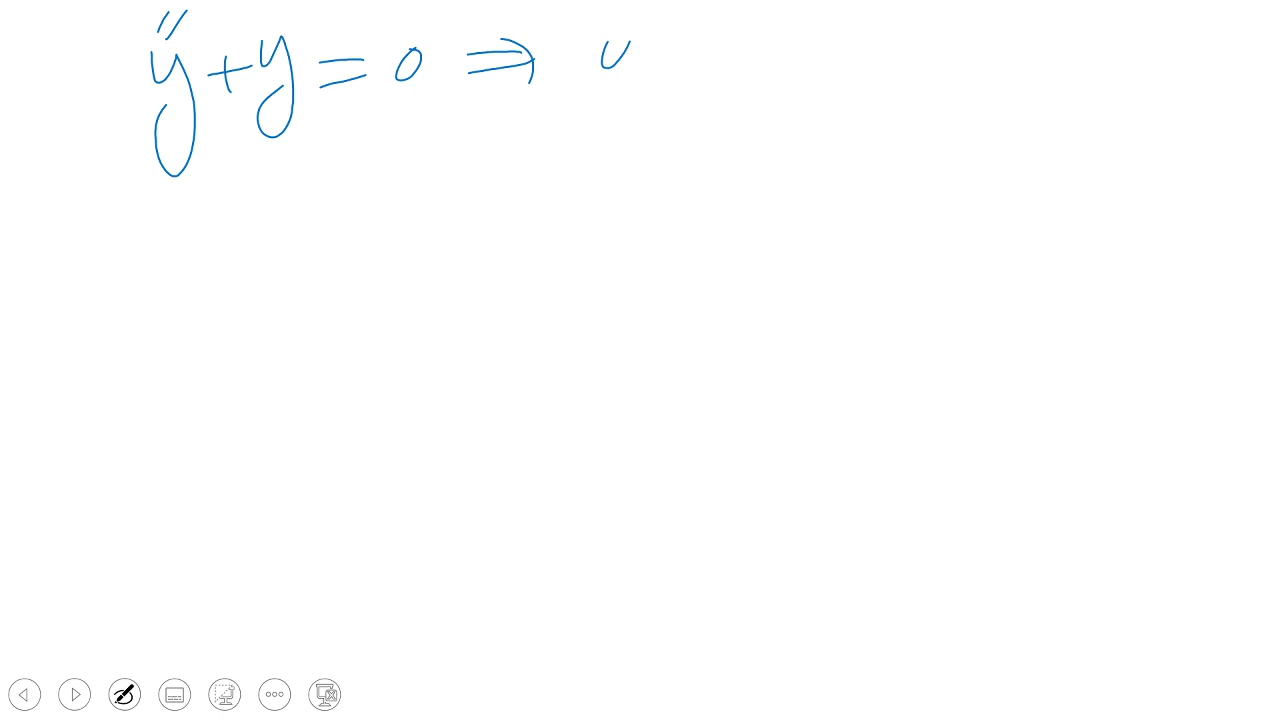 y'' + y = 0 ⇒ υ